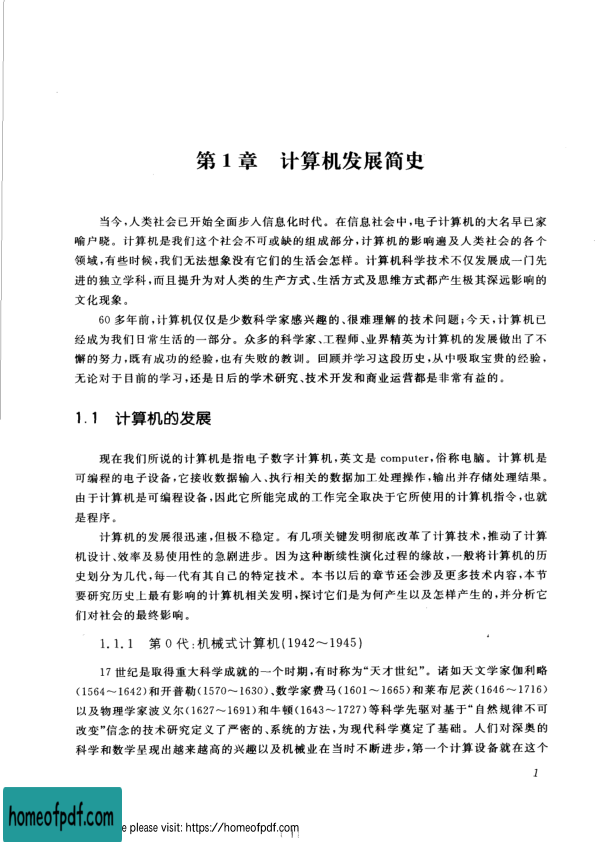 第1章 计算机发展简史
当今,人类社会已开始全面步入信息化时代。在信息社会中,电子计算机的大名早已家
喻户晓。计算机是我们这个社会不可或缺的组成部分,计算机的影响遍及人类社会的各个
领域,有些时候,我们无法想象没有它们的生活会怎样。计算机科学技术不仅发展成一门先
进的独立学科,而且提升为对人类的生产方式、生活方式及思维方式都产生极其深远影响的
文化现象。
60多年前,计算机仅仅是少数科学家感兴趣的、很难理解的技术问题;今天,计算机已
经成为我们日常生活的一部分。众多的科学家、工程师、业界精英为计算机的发展做出了不
懈的努力,既有成功的经验,也有失败的教训。回顾并学习这段历史,从中吸取宝贵的经验,
无论对于目前的学习,还是日后的学术研究、技术开发和商业运营都是非常有益的。
1.1 计算机的发展
现在我们所说的计算机是指电子数字计算机,英文是computer,俗称电脑。计算机是
可编程的电子设备,它接收数据输入、执行相关的数据加工处理操作,输出并存储处理结果。
由于计算机是可编程设备,因此它所能完成的工作完全取决于它所使用的计算机指令,也就
是程序。
计算机的发展很迅速,但极不稳定。有几项关键发明彻底改革了计算技术,推动了计算
机设计、效率及易使用性的急剧进步。因为这种断续性演化过程的缘故,一般将计算机的历
史划分为几代,每一代有其自己的特定技术。本书以后的章节还会涉及更多技术内容,本节
要研究历史上最有影响的计算机相关发明,探讨它们是为何产生以及怎样产生的,并分析它
们对社会的最终影响。
1.1.1 第0代:机械式计算机(1942~1945)
17世纪是取得重大科学成就的一个时期,有时称为“天才世纪”。诸如天文学家伽利略
(1564~1642)和开普勒(1570~1630)、数学家费马(1601~1665)和莱布尼茨(1646~1716)
以及物理学家波义尔(1627~1691)和牛顿(1643~1727)等科学先驱对基于“自然规律不可
改变”信念的技术研究定义了严密的、系统的方法,为现代科学奠定了基础。人们对深奥的
科学和数学呈现出越来越高的兴趣以及机械业在当时不断进步,第一个计算设备就在这个
1
homeofpdf.com
e please visit: https://homeofpdf.com